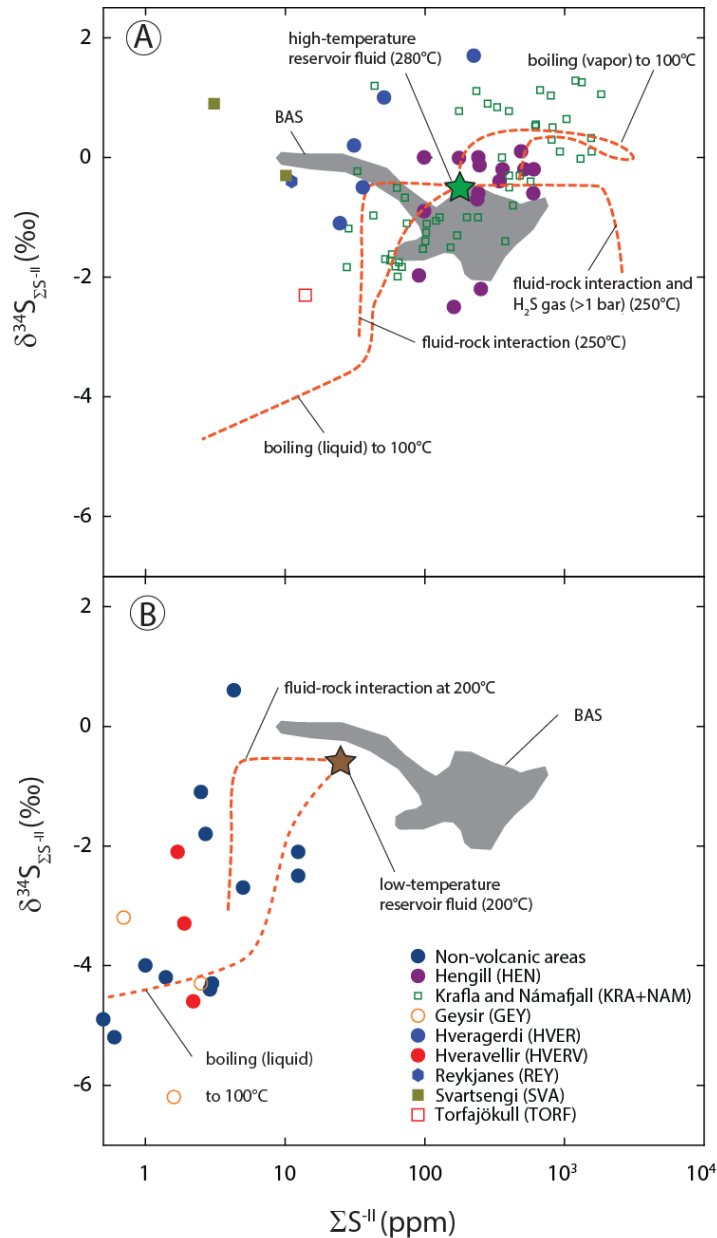 A
high-temperature
reservoir fluid (280°C)
boiling (vapor) to 100°C
BAS
fluid-rock interaction and
H₂S gas (>1 bar) (250°C)
fluid-rock interaction (250°C)
boiling (liquid) to 100°C
2
0
-2
-4
-6
δ³⁴S ΣS⁻ᴵᴵ (‰)
B
fluid-rock interaction at 200°C
BAS
low-temperature
reservoir fluid (200°C)
boiling (liquid)
to 100°C
Non-volcanic areas
Hengill (HEN)
Krafla and Námafjall (KRA+NAM)
Geysir (GEY)
Hveragerdi (HVER)
Hveravellir (HVERV)
Reykjanes (REY)
Svartsengi (SVA)
Torfajökull (TORF)
2
0
-2
-4
-6
δ³⁴S ΣS⁻ᴵᴵ (‰)
1 10 100 10³ 10⁴
ΣS⁻ᴵᴵ (ppm)